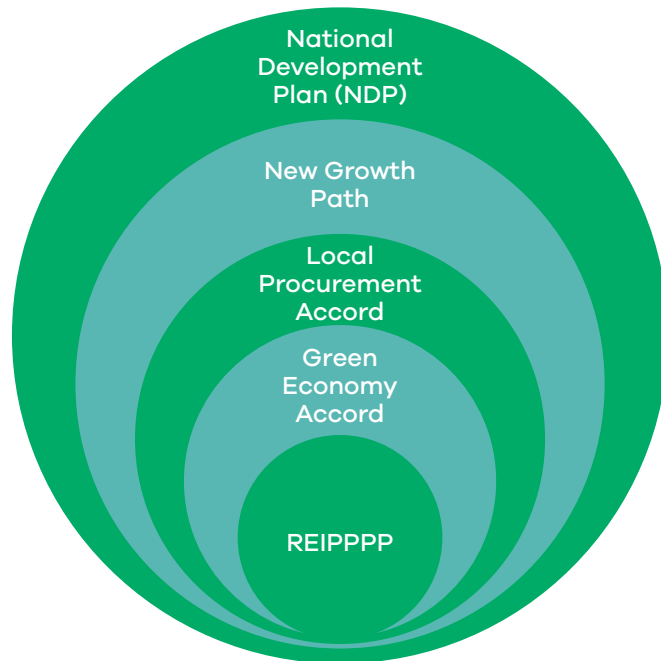 National
Development
Plan (NDP)
New Growth
Path
Local
Procurement
Accord
Green
Economy
Accord
REIPPPP